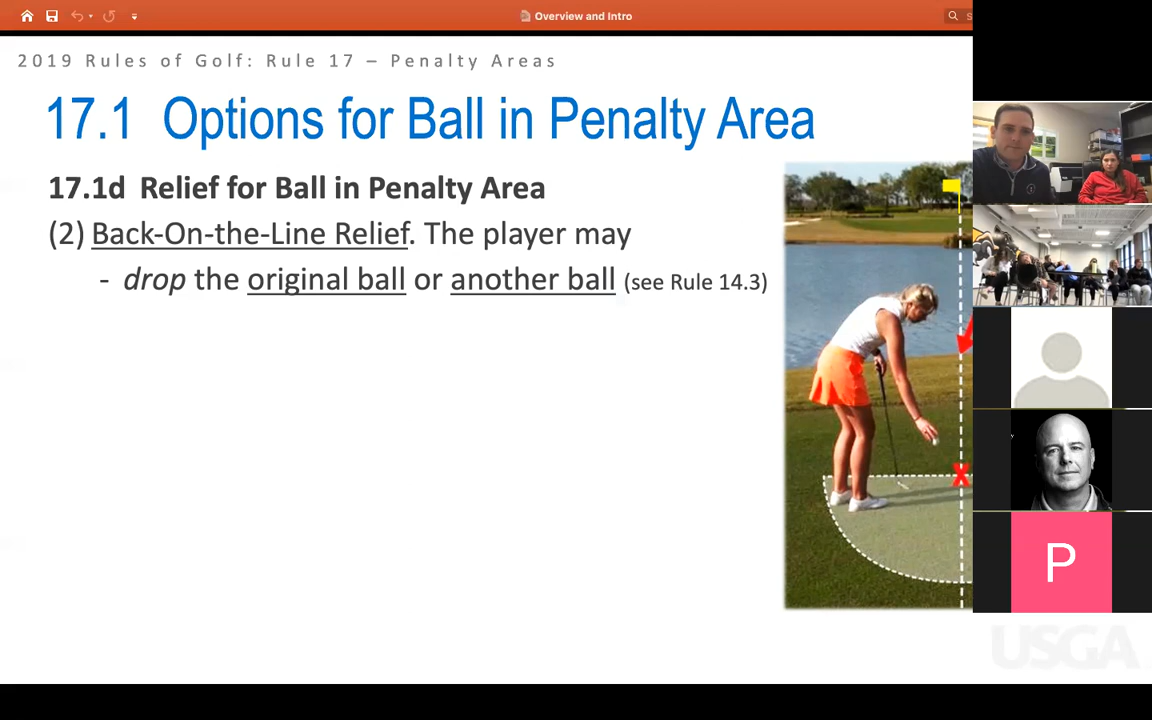 Overview and Intro
S
2019 Rules of Golf: Rule 17 – Penalty Areas
17.1 Options for Ball in Penalty Area
17.1d Relief for Ball in Penalty Area
(2) Back-On-the-Line Relief. The player may
- drop the original ball or another ball (see Rule 14.3)
X
P
USGA